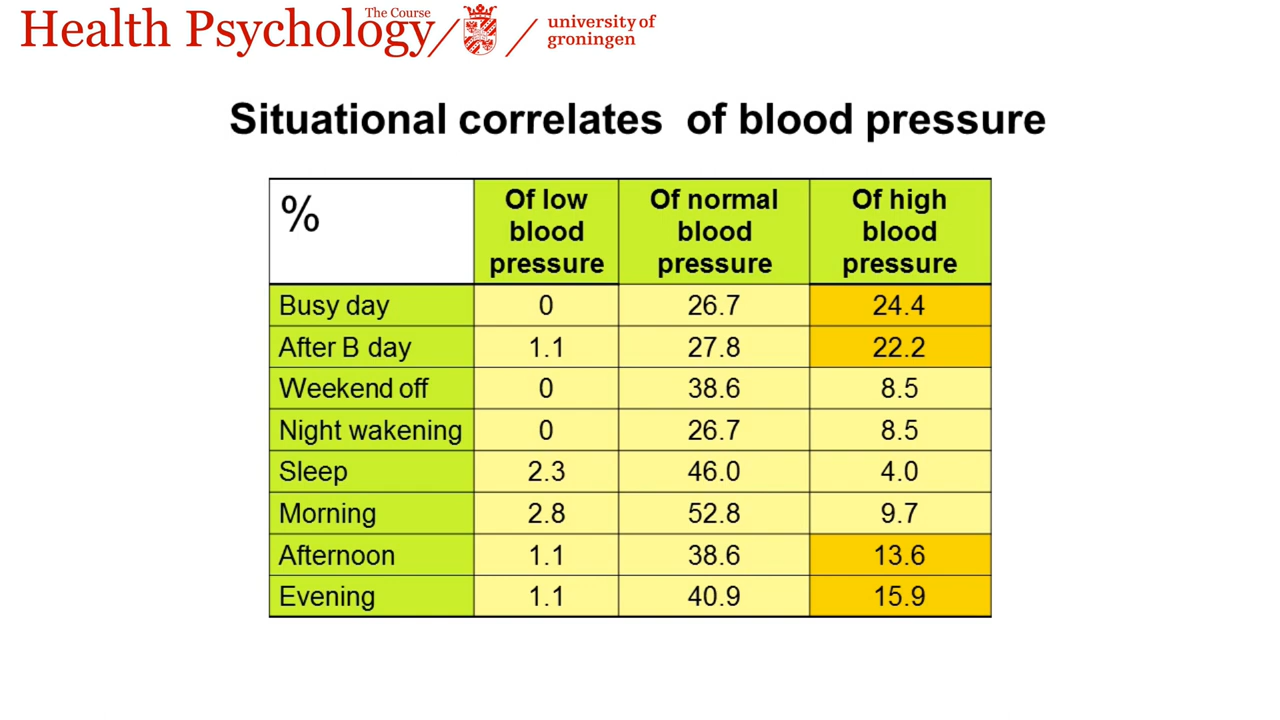 The Course
Health Psychology
university of
groningen
Situational correlates of blood pressure
% Of low blood pressure Of normal blood pressure Of high blood pressure
Busy day 0 26.7 24.4
After B day 1.1 27.8 22.2
Weekend off 0 38.6 8.5
Night wakening 0 26.7 8.5
Sleep 2.3 46.0 4.0
Morning 2.8 52.8 9.7
Afternoon 1.1 38.6 13.6
Evening 1.1 40.9 15.9